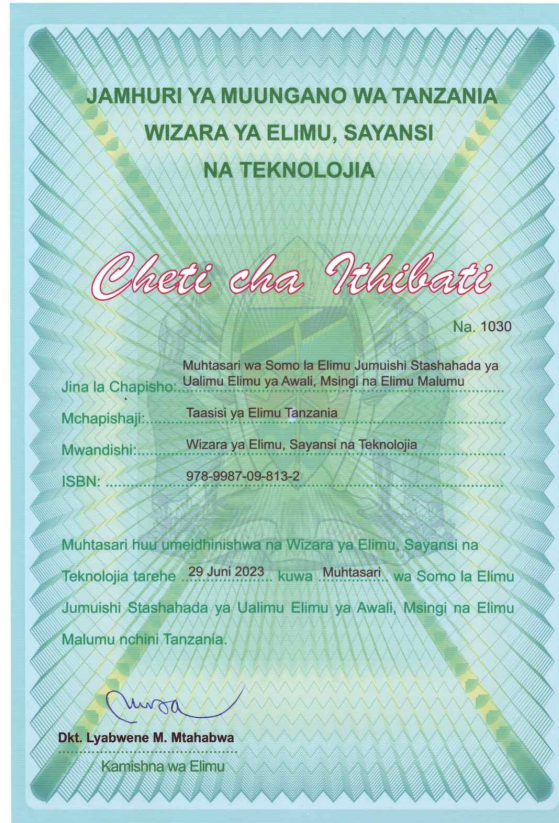 JAMHURI YA MUUNGANO WA TANZANIA
WIZARA YA ELIMU, SAYANSI
NA TEKNOLOJIA
Cheti cha Ithibati
Na. 1030
Jina la Chapisho: Muhtasari wa Somo la Elimu Jumuishi Stashahada ya
Ualimu Elimu ya Awali, Msingi na Elimu Malumu
Mchapishaji: Taasisi ya Elimu Tanzania
Mwandishi: Wizara ya Elimu, Sayansi na Teknolojia
ISBN: 978-9987-09-813-2
Muhtasari huu umeidhinishwa na Wizara ya Elimu, Sayansi na
Teknolojia tarehe 29 Juni 2023 kuwa Muhtasari wa Somo la Elimu
Jumuishi Stashahada ya Ualimu Elimu ya Awali, Msingi na Elimu
Malumu nchini Tanzania.
Dkt. Lyabwene M. Mtahabwa
Kamishna wa Elimu